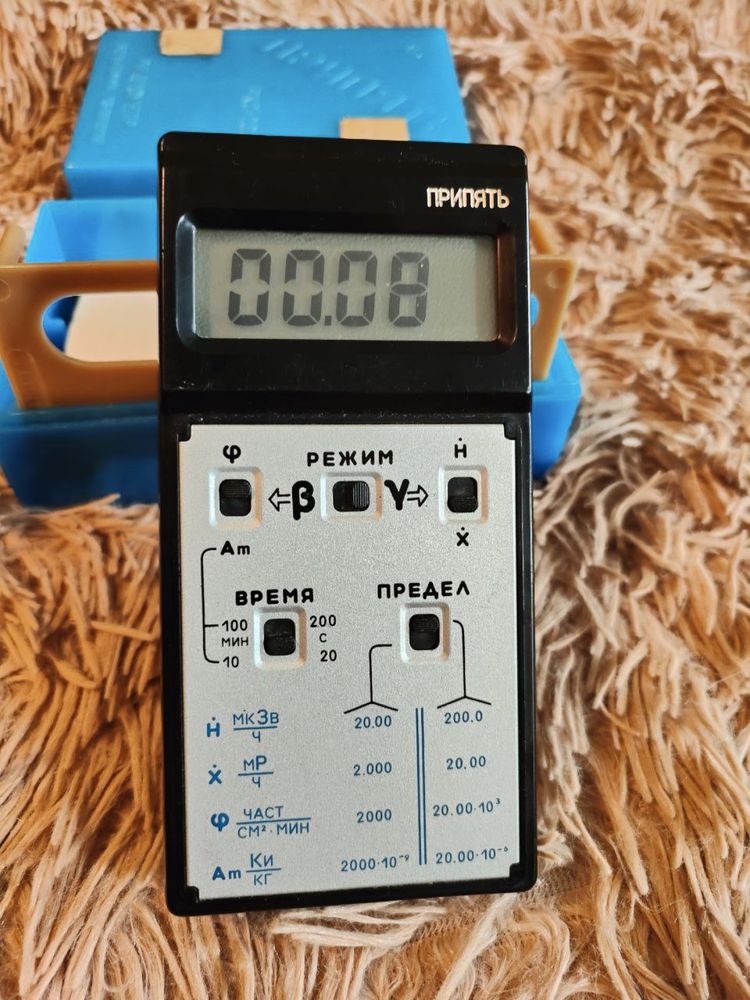 ПРИПЯТЬ
00.08
φ РЕЖИМ Ḣ
⇦β γ⇨
Am Ẋ
ВРЕМЯ ПРЕДЕЛ
100 200
МИН С
10 20
Ḣ мкЗв/ч 20.00 200.0
Ẋ мР/ч 2.000 20.00
φ ЧАСТ/СМ²·МИН 2000 20.00·10³
Am Ки/КГ 2000·10⁻⁹ 20.00·10⁻⁶